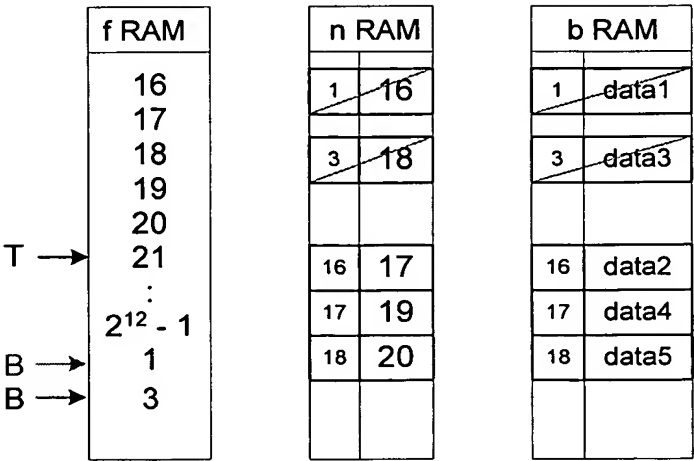 f RAM n RAM b RAM
16 1 16 1 data1
17
18 3 18 3 data3
19
20
T 21 16 17 16 data2
: 17 19 17 data4
2¹² - 1
B 1 18 20 18 data5
B 3